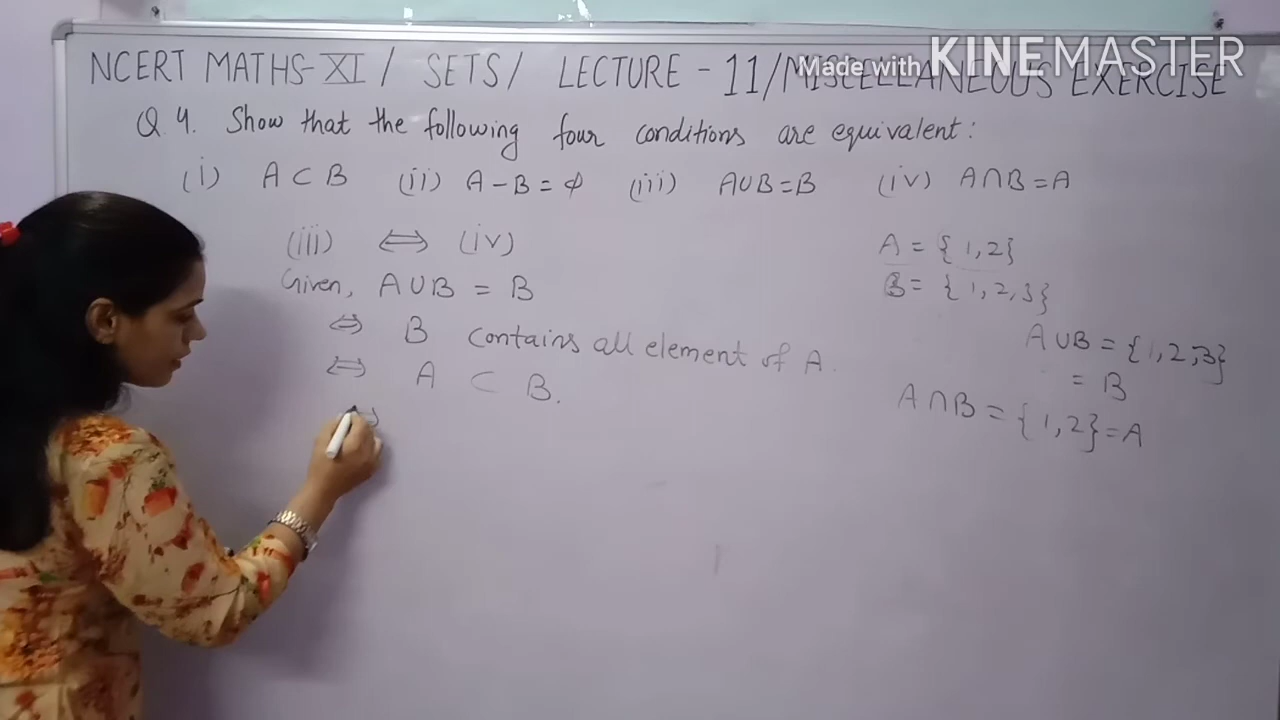 NCERT MATHS-XI / SETS / LECTURE - 11/MISCELLANEOUS EXERCISE
Made with KINEMASTER
Q.4. Show that the following four conditions are equivalent:
(i) A ⊂ B (ii) A - B = ϕ (iii) A∪B = B (iv) A∩B = A
(iii) ⇔ (iv)
Given, A∪B = B
⇔ B contains all element of A.
⇔ A ⊂ B.
⇔
A = {1,2}
B = {1,2,3}
A∪B = {1,2,3}
= B
A∩B = {1,2} = A